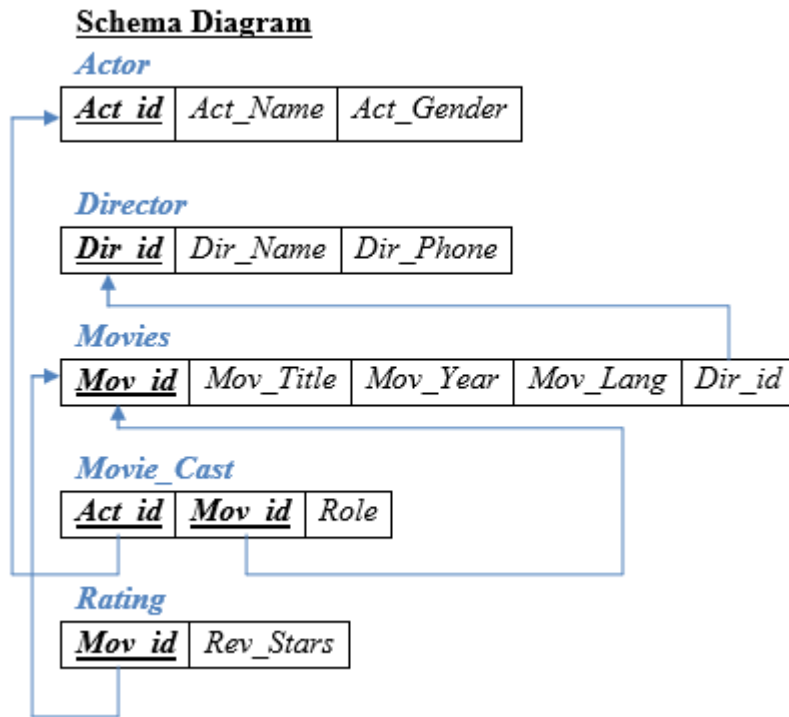 Schema Diagram
Actor
Act_id Act_Name Act_Gender
Director
Dir_id Dir_Name Dir_Phone
Movies
Mov_id Mov_Title Mov_Year Mov_Lang Dir_id
Movie_Cast
Act_id Mov_id Role
Rating
Mov_id Rev_Stars